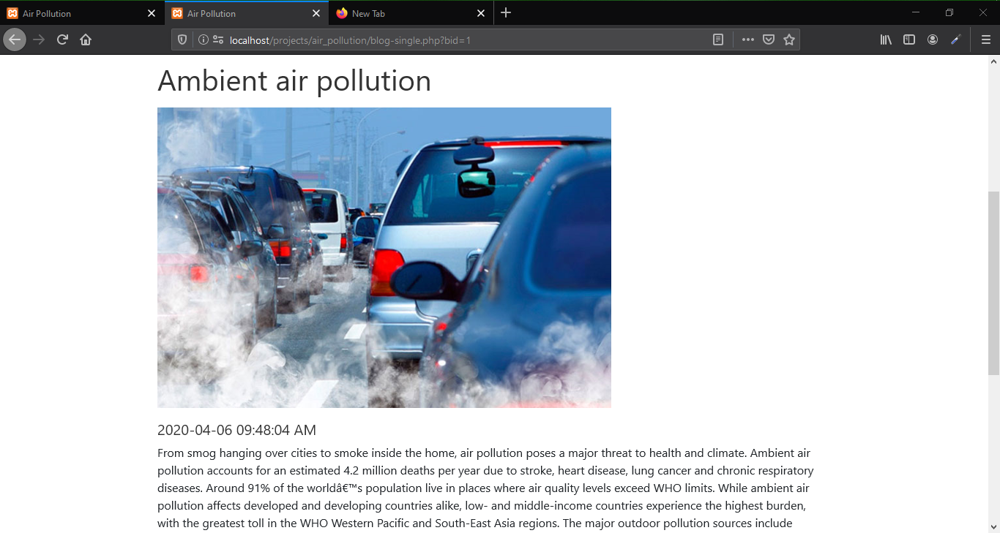 Air Pollution
Air Pollution
New Tab
localhost/projects/air_pollution/blog-single.php?bid=1
Ambient air pollution
2020-04-06 09:48:04 AM
From smog hanging over cities to smoke inside the home, air pollution poses a major threat to health and climate. Ambient air
pollution accounts for an estimated 4.2 million deaths per year due to stroke, heart disease, lung cancer and chronic respiratory
diseases. Around 91% of the worldâ€™s population live in places where air quality levels exceed WHO limits. While ambient air
pollution affects developed and developing countries alike, low- and middle-income countries experience the highest burden,
with the greatest toll in the WHO Western Pacific and South-East Asia regions. The major outdoor pollution sources include